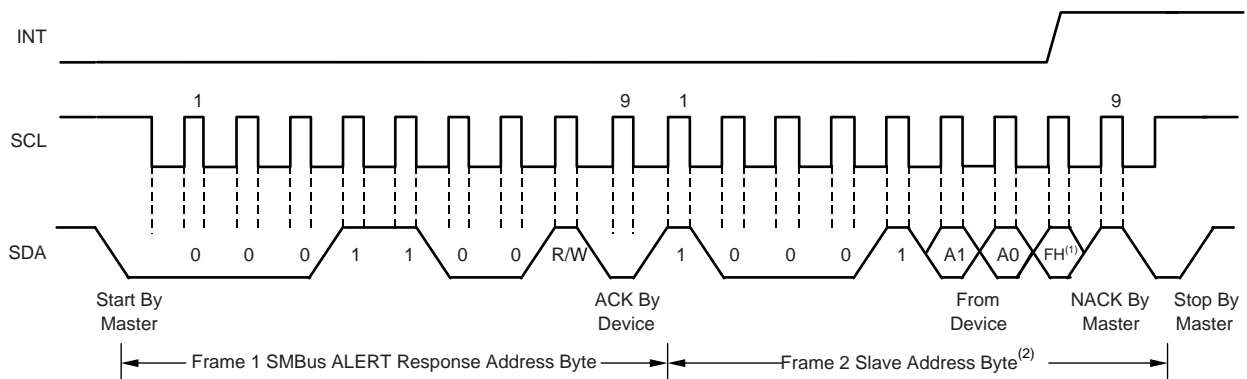 INT
1 9 1 9
SCL
SDA
0 0 0 1 1 0 0 R/W 1 0 0 0 1 A1 A0 FH(1)
Start By
Master
ACK By
Device
From
Device
NACK By
Master
Stop By
Master
Frame 1 SMBus ALERT Response Address Byte
Frame 2 Slave Address Byte(2)